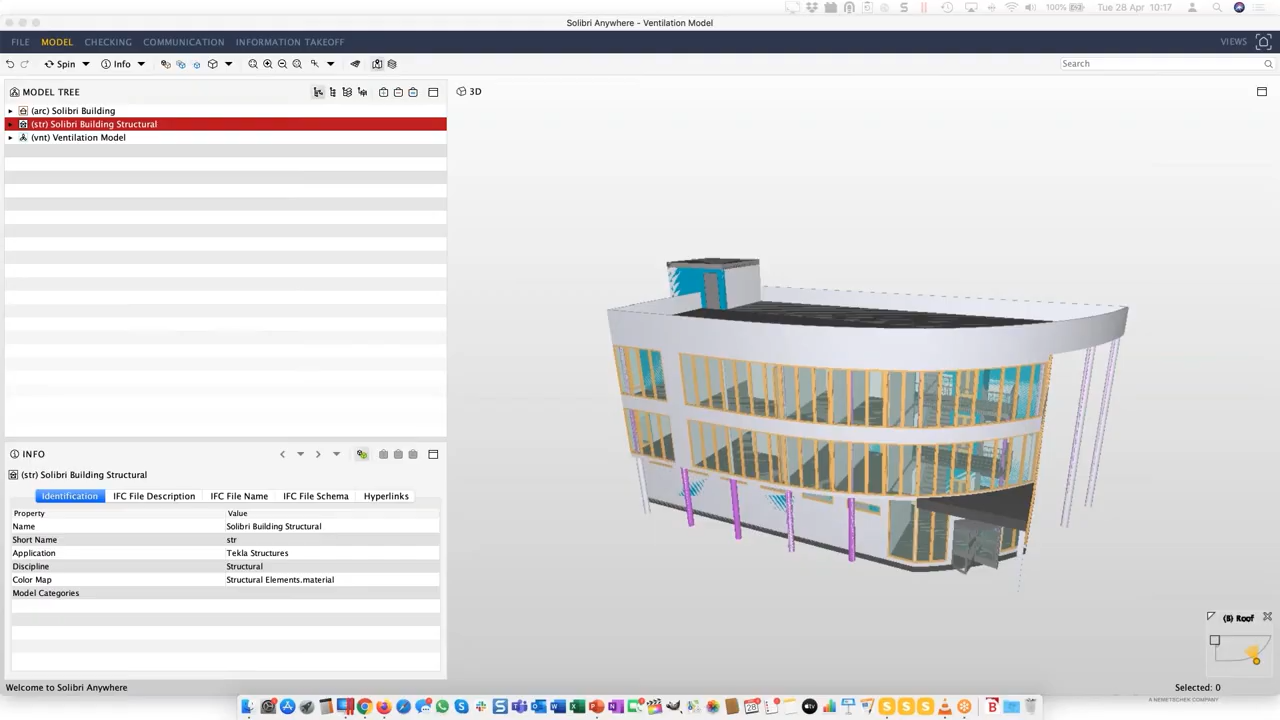 100%
Tue 28 Apr 10:17
Solibri Anywhere - Ventilation Model
FILE MODEL CHECKING COMMUNICATION INFORMATION TAKEOFF VIEWS
Spin Info Search
MODEL TREE
3D
(arc) Solibri Building
(str) Solibri Building Structural
(vnt) Ventilation Model
INFO
(str) Solibri Building Structural
Identification IFC File Description IFC File Name IFC File Schema Hyperlinks
Property Value
Name Solibri Building Structural
Short Name str
Application Tekla Structures
Discipline Structural
Color Map Structural Elements.material
Model Categories
Roof
Welcome to Solibri Anywhere
Selected: 0
A NEMETSCHEK COMPANY